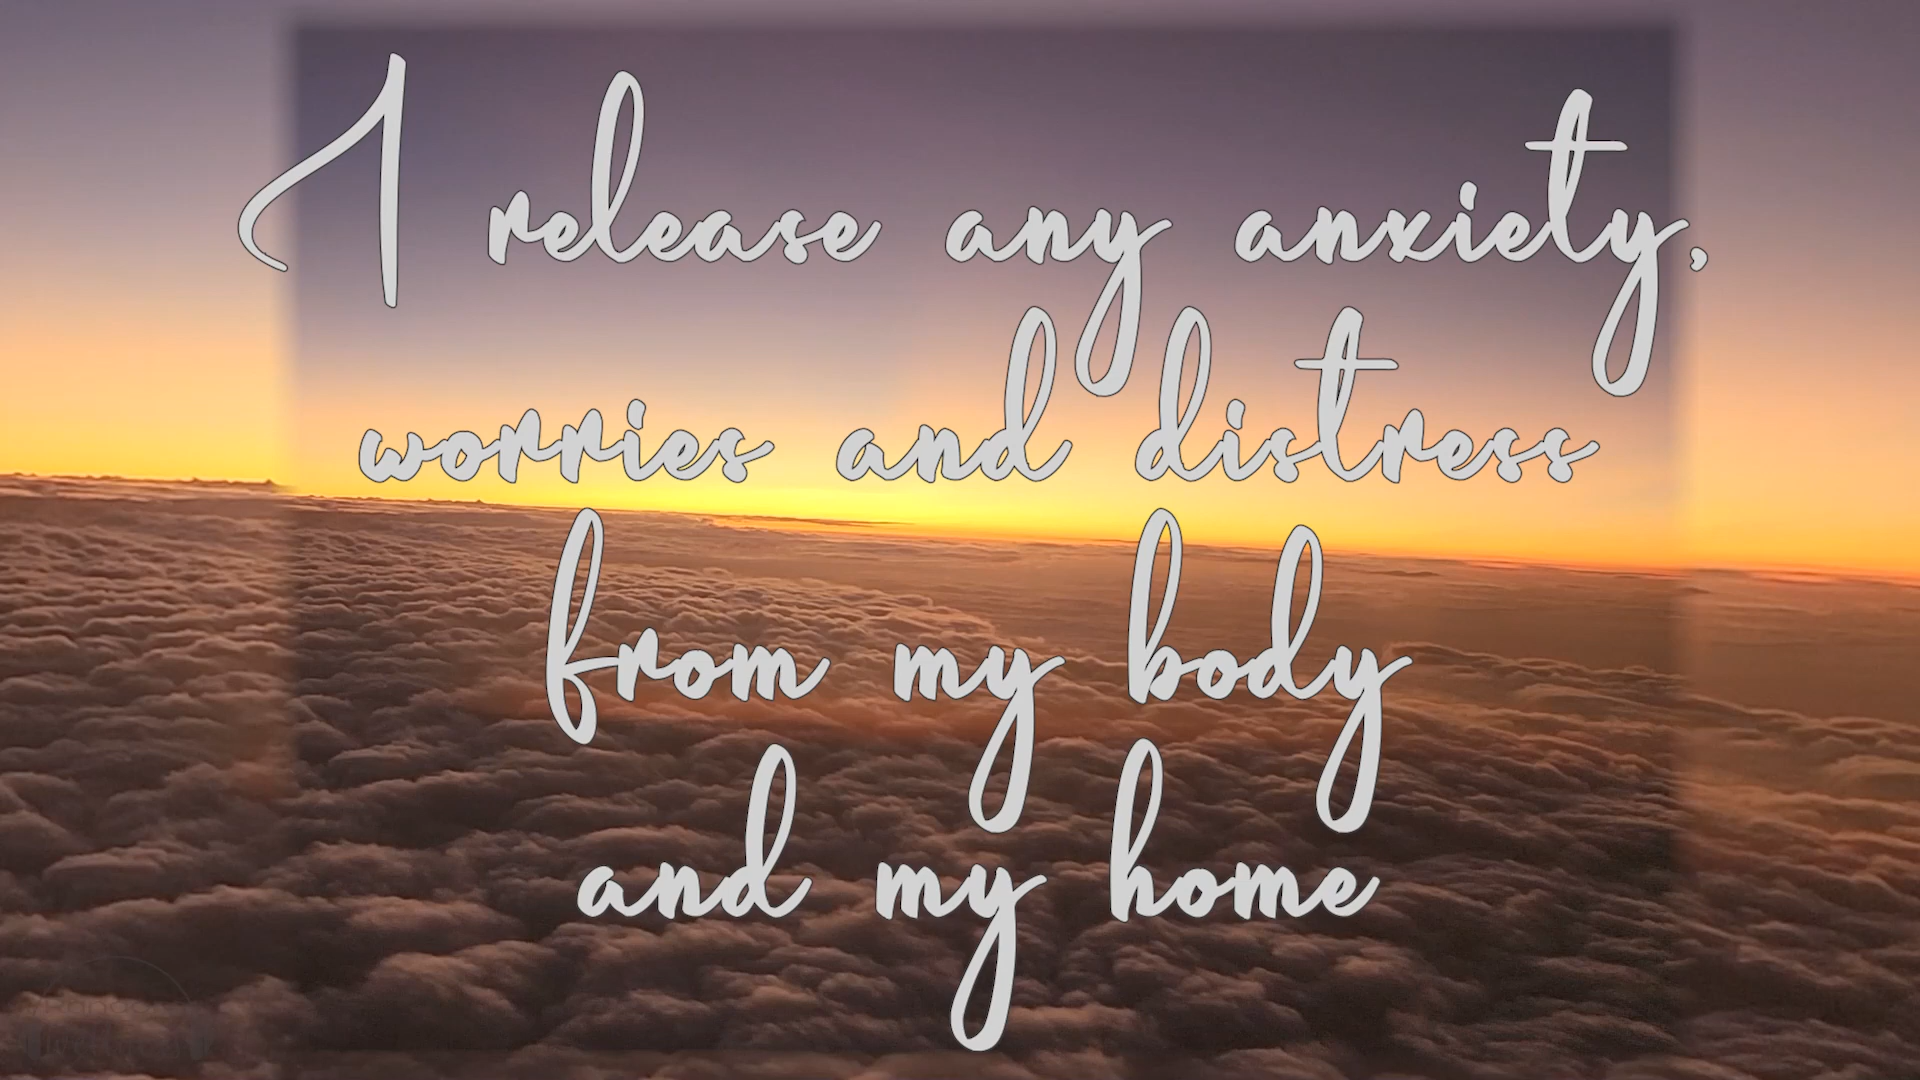 I release any anxiety,
worries and distress
from my body
and my home